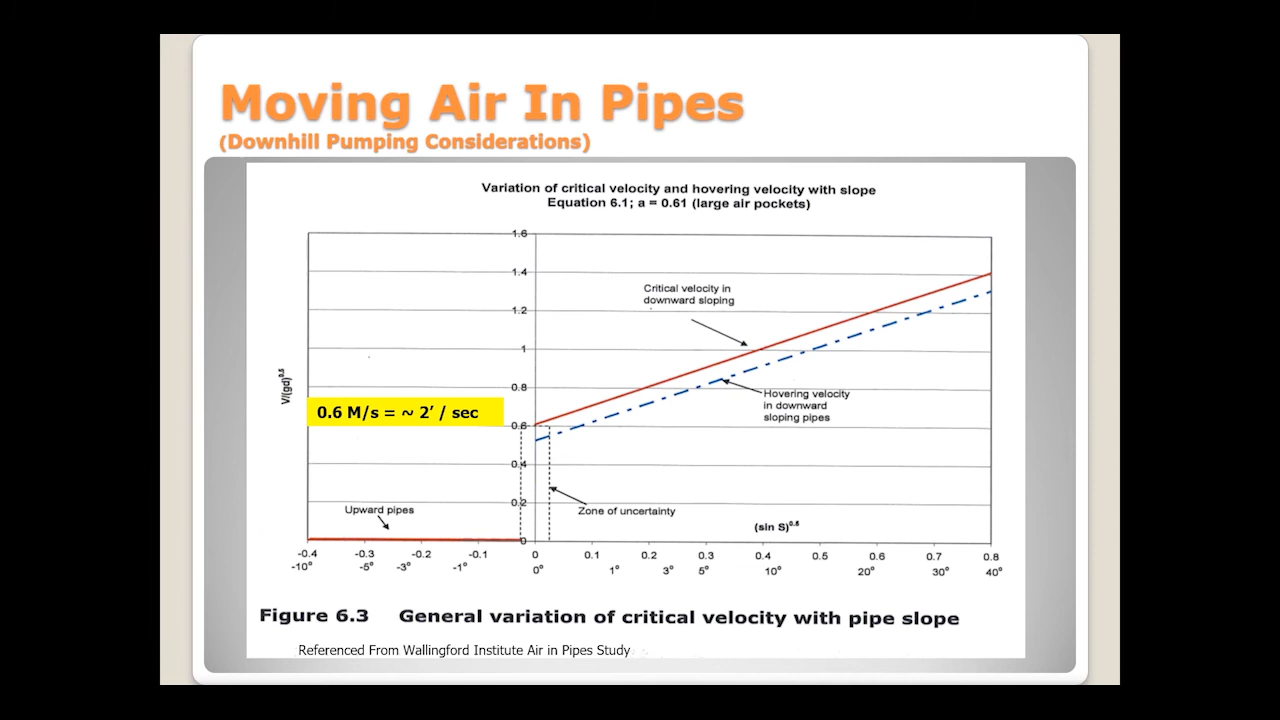 Moving Air In Pipes
(Downhill Pumping Considerations)
Variation of critical velocity and hovering velocity with slope
Equation 6.1; a = 0.61 (large air pockets)
1.6
1.4
1.2
1
0.8
0.6
0.4
0.2
0
V/(gd)^0.5
0.6 M/s = ~ 2’ / sec
Critical velocity in
downward sloping
Hovering velocity
in downward
sloping pipes
Upward pipes
Zone of uncertainty
(sin S)^0.5
-0.4 -0.3 -0.2 -0.1 0 0.1 0.2 0.3 0.4 0.5 0.6 0.7 0.8
-10° -5° -3° -1° 0° 1° 3° 5° 10° 20° 30° 40°
Figure 6.3 General variation of critical velocity with pipe slope
Referenced From Wallingford Institute Air in Pipes Study